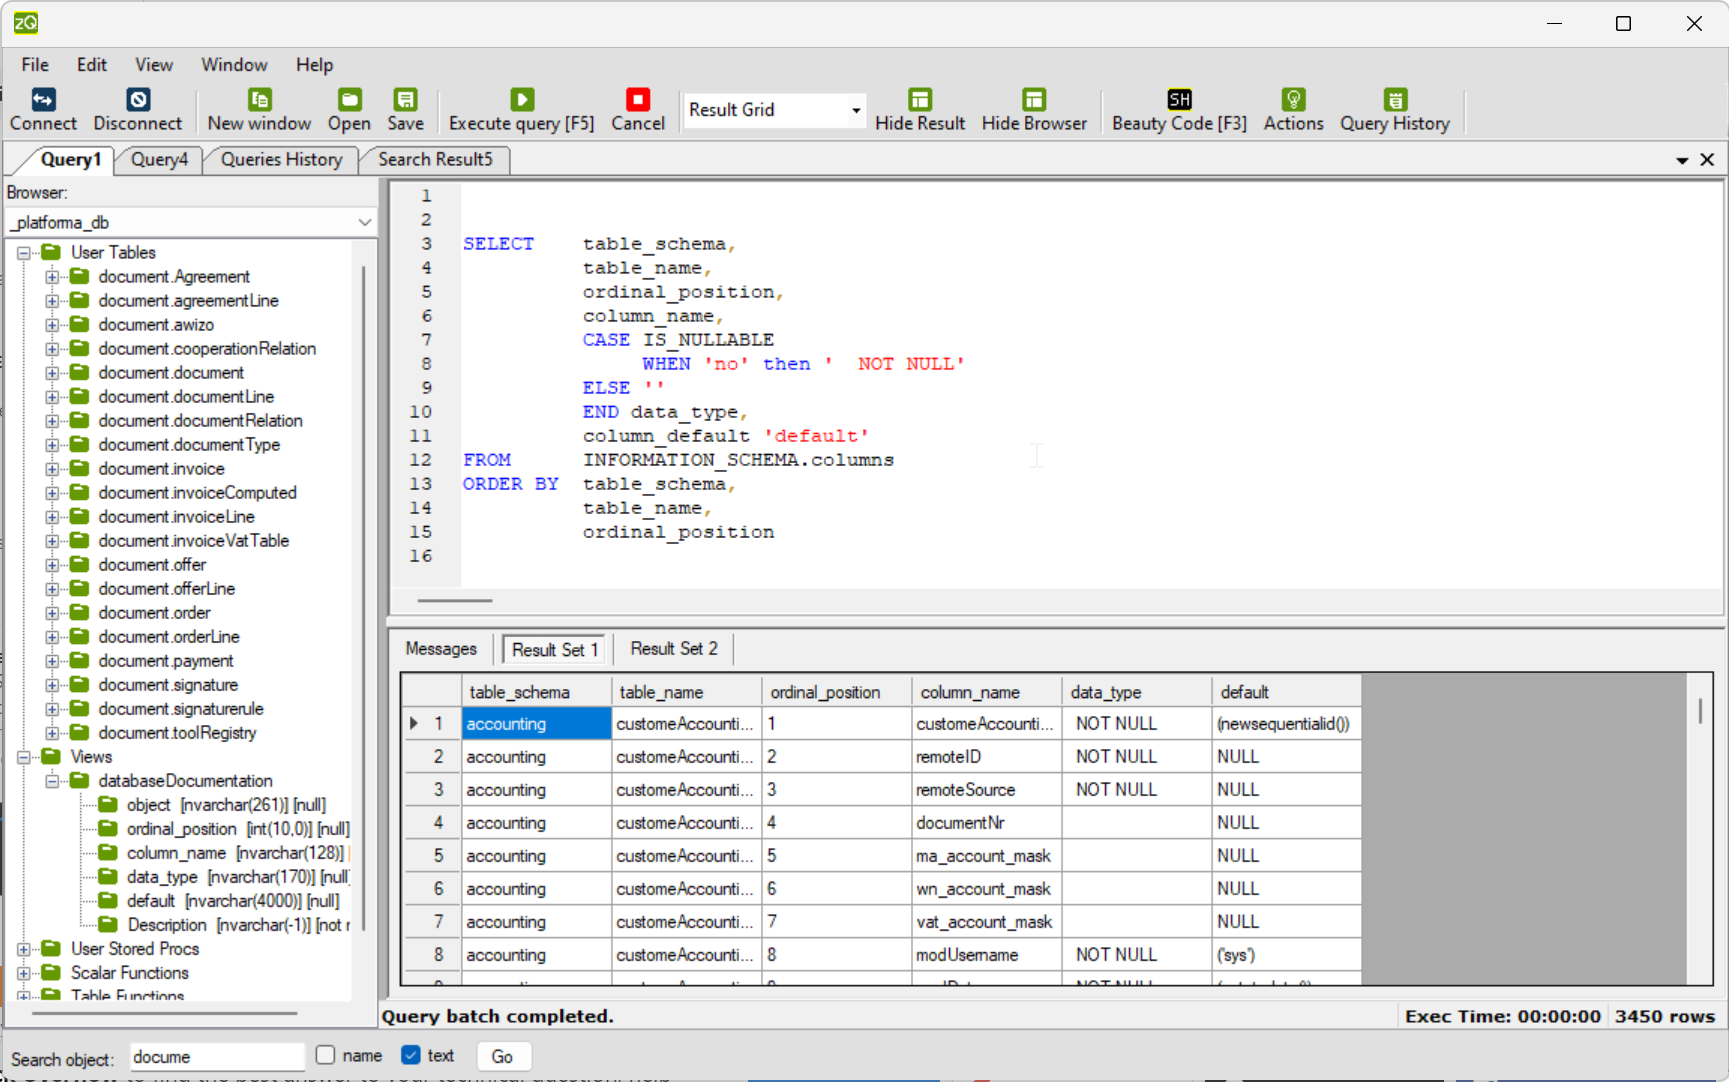 zQ
File Edit View Window Help
Connect Disconnect New window Open Save Execute query [F5] Cancel Result Grid Hide Result Hide Browser SH Beauty Code [F3] Actions Query History
Query1 Query4 Queries History Search Result5
Browser:
_platforma_db
User Tables
document.Agreement
document.agreementLine
document.awizo
document.cooperationRelation
document.document
document.documentLine
document.documentRelation
document.documentType
document.invoice
document.invoiceComputed
document.invoiceLine
document.invoiceVatTable
document.offer
document.offerLine
document.order
document.orderLine
document.payment
document.signature
document.signaturerule
document.toolRegistry
Views
databaseDocumentation
object [nvarchar(261)] [null]
ordinal_position [int(10,0)] [null]
column_name [nvarchar(128)]
data_type [nvarchar(170)] [null
default [nvarchar(4000)] [null]
Description [nvarchar(-1)] [not
User Stored Procs
Scalar Functions
Table Functions
1
2
3 SELECT table_schema,
4 table_name,
5 ordinal_position,
6 column_name,
7 CASE IS_NULLABLE
8 WHEN 'no' then '  NOT NULL'
9 ELSE ''
10 END data_type,
11 column_default 'default'
12 FROM INFORMATION_SCHEMA.columns
13 ORDER BY table_schema,
14 table_name,
15 ordinal_position
16
Messages Result Set 1 Result Set 2
table_schema table_name ordinal_position column_name data_type default
1 accounting customeAccounti... 1 customeAccounti... NOT NULL (newsequentialid())
2 accounting customeAccounti... 2 remoteID NOT NULL NULL
3 accounting customeAccounti... 3 remoteSource NOT NULL NULL
4 accounting customeAccounti... 4 documentNr NULL
5 accounting customeAccounti... 5 ma_account_mask NULL
6 accounting customeAccounti... 6 wn_account_mask NULL
7 accounting customeAccounti... 7 vat_account_mask NULL
8 accounting customeAccounti... 8 modUsername NOT NULL ('sys')
Query batch completed. Exec Time: 00:00:00 3450 rows
Search object: docume name text Go